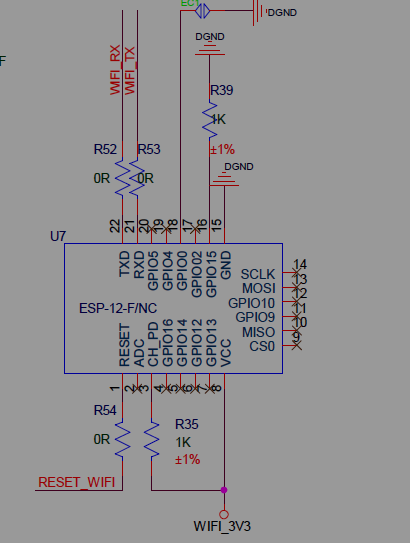 EC1
DGND
F
DGND
WIFI_RX
WIFI_TX
R39
1K
±1%
R52
R53
0R
0R
DGND
22
21
20
19
18
17
16
15
U7
TXD
RXD
GPIO5
GPIO4
GPIO0
GPIO02
GPIO15
GND
ESP-12-F/NC
SCLK
14
MOSI
13
GPIO10
12
GPIO9
11
MISO
10
CS0
9
RESET
ADC
CH_PD
GPIO16
GPIO14
GPIO12
GPIO13
VCC
1
2
3
4
5
6
7
8
R54
0R
R35
1K
±1%
RESET_WIFI
WIFI_3V3